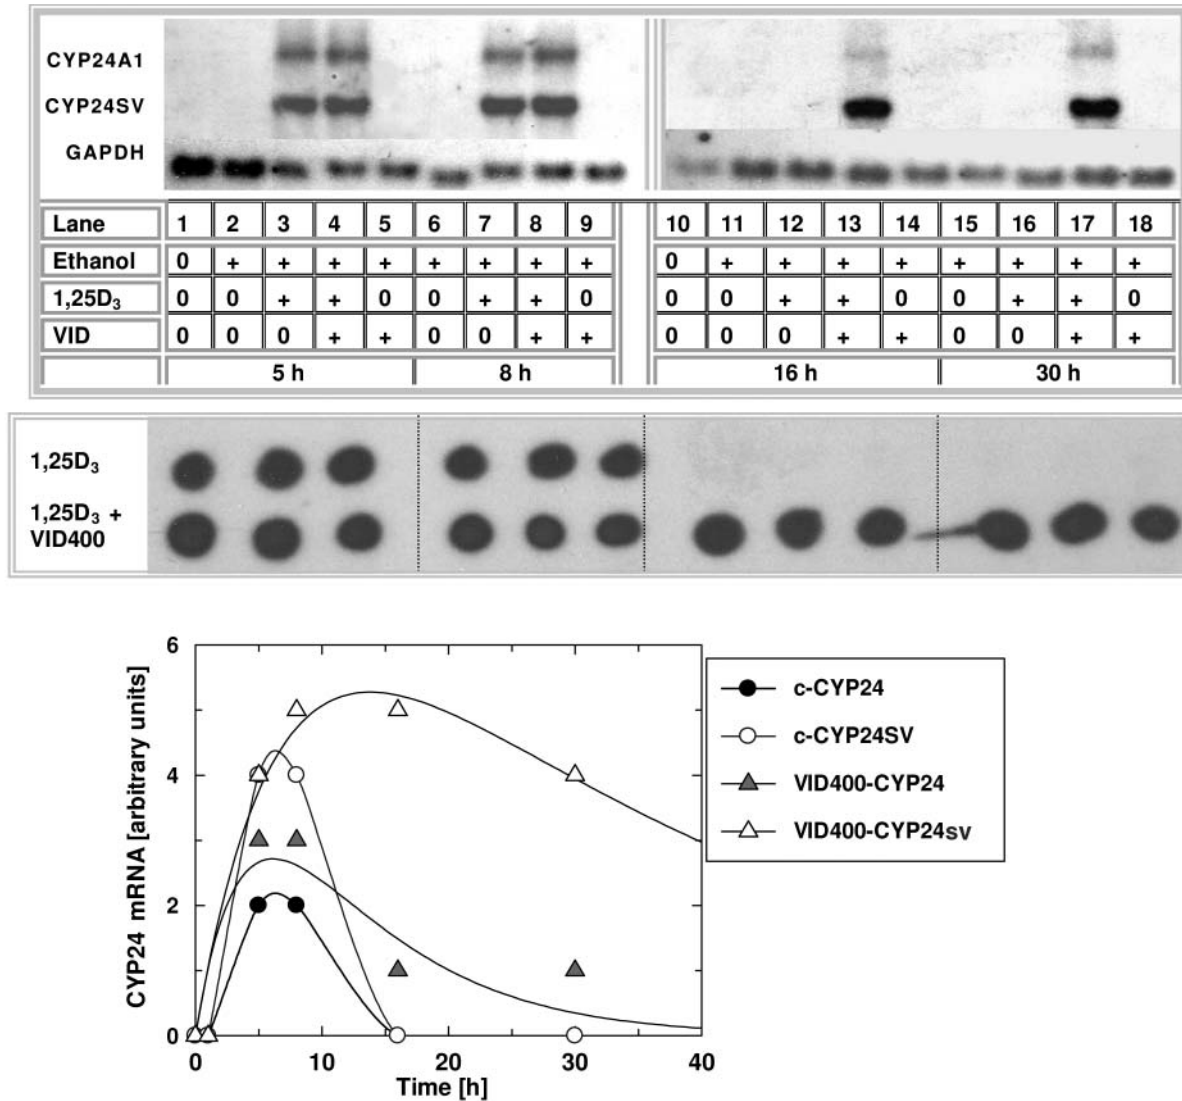 CYP24A1
CYP24SV
GAPDH
Lane 1 2 3 4 5 6 7 8 9 10 11 12 13 14 15 16 17 18
Ethanol 0 + + + + + + + + 0 + + + + + + + +
1,25D₃ 0 0 + + 0 0 + + 0 0 0 + + 0 0 + + 0
VID 0 0 0 + + 0 0 + + 0 0 0 + + 0 0 + +
5 h 8 h 16 h 30 h
1,25D₃
1,25D₃ +
VID400
CYP24 mRNA [arbitrary units]
6
4
2
0
0 10 20 30 40
Time [h]
c-CYP24
c-CYP24SV
VID400-CYP24
VID400-CYP24sv